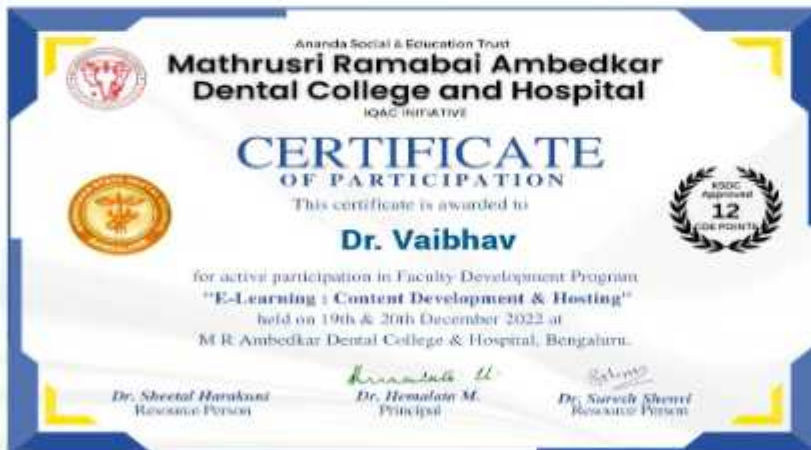 Ananda Social & Education Trust
Mathrusri Ramabai Ambedkar
Dental College and Hospital
IQAC INITIATIVE
CERTIFICATE
OF PARTICIPATION
This certificate is awarded to
KSDC
Approved
12
CDE POINTS
Dr. Vaibhav
for active participation in Faculty Development Program
"E-Learning : Content Development & Hosting"
held on 19th & 20th December 2022 at
M R Ambedkar Dental College & Hospital, Bengaluru.
Dr. Sheetal Harakuni
Resource Person
Dr. Hemalata M.
Principal
Dr. Suresh Shenvi
Resource Person